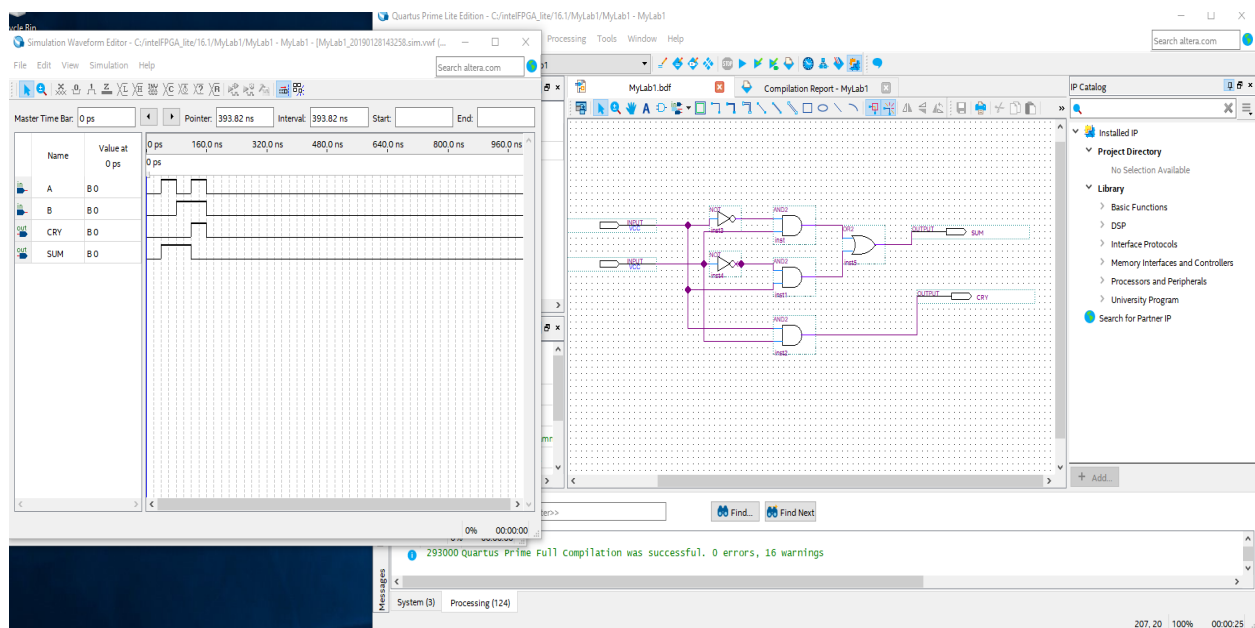 cycle Bin
Simulation Waveform Editor - C:/intelFPGA_lite/16.1/MyLab1/MyLab1 - MyLab1 - [MyLab1_20190128143258.sim.vwf (...
File Edit View Simulation Help
Search altera.com
Master Time Bar: 0 ps
Pointer: 393.82 ns
Interval: 393.82 ns
Start:
End:
Name
Value at
0 ps
0 ps 160.0 ns 320.0 ns 480.0 ns 640.0 ns 800.0 ns 960.0 ns
0 ps
in A B 0
in B B 0
out CRY B 0
out SUM B 0
0% 00:00:00
Quartus Prime Lite Edition - C:/intelFPGA_lite/16.1/MyLab1/MyLab1 - MyLab1
Processing Tools Window Help
Search altera.com
MyLab1.bdf
Compilation Report - MyLab1
INPUT
VCC
INPUT
VCC
NOT
inst3
NOT
inst4
AND2
inst
AND2
inst1
AND2
inst2
OR2
inst5
OUTPUT SUM
OUTPUT CRY
IP Catalog
Installed IP
Project Directory
No Selection Available
Library
Basic Functions
DSP
Interface Protocols
Memory Interfaces and Controllers
Processors and Peripherals
University Program
Search for Partner IP
+ Add...
Find...
Find Next
293000 Quartus Prime Full Compilation was successful. 0 errors, 16 warnings
Messages
System (3)
Processing (124)
207, 20 100% 00:00:25